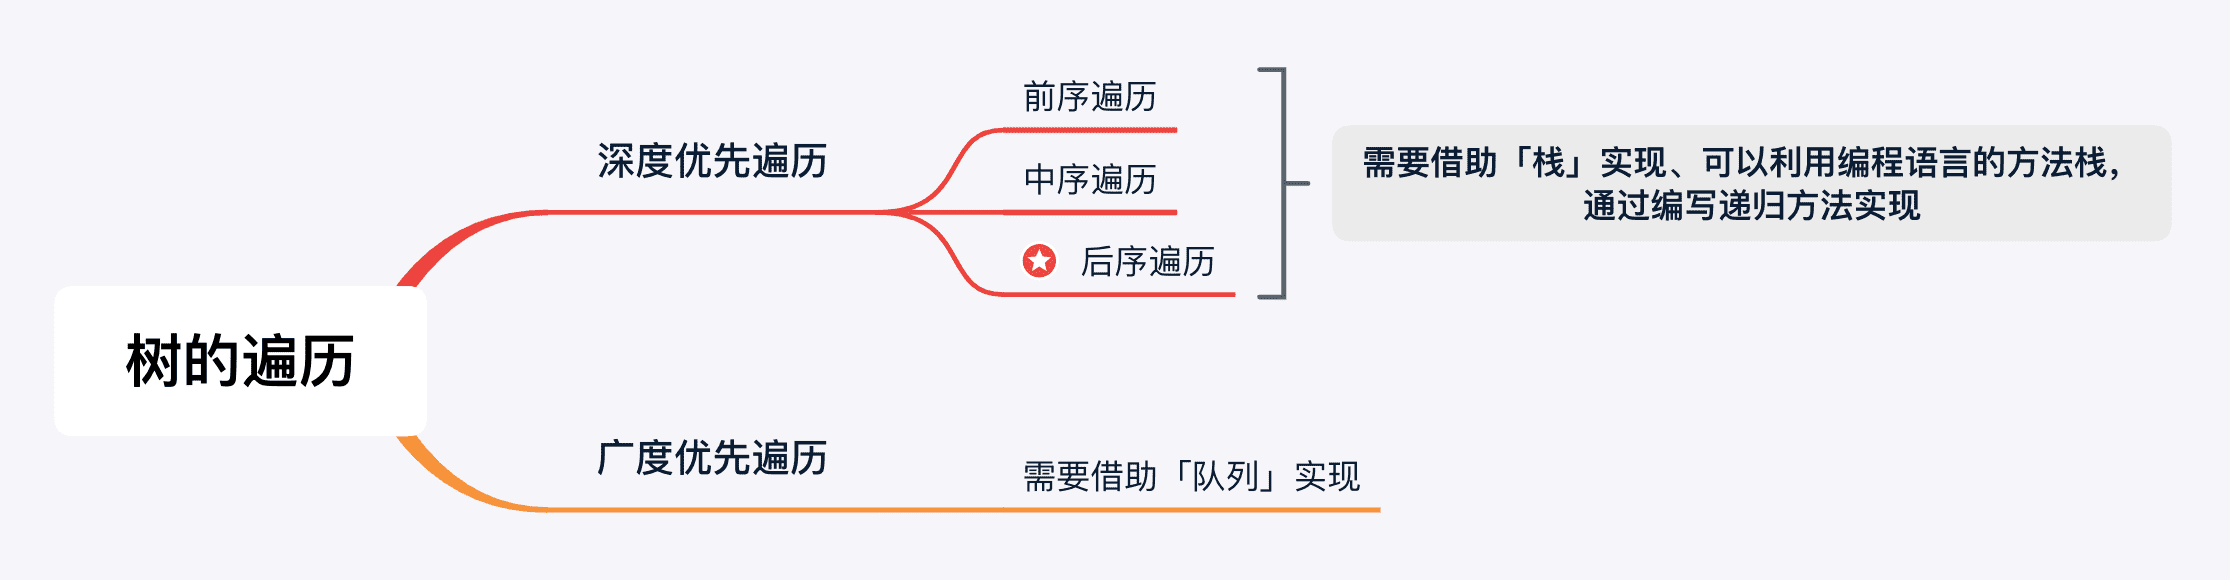 树的遍历
深度优先遍历
前序遍历
中序遍历
后序遍历
需要借助「栈」实现、可以利用编程语言的方法栈，
通过编写递归方法实现
广度优先遍历
需要借助「队列」实现